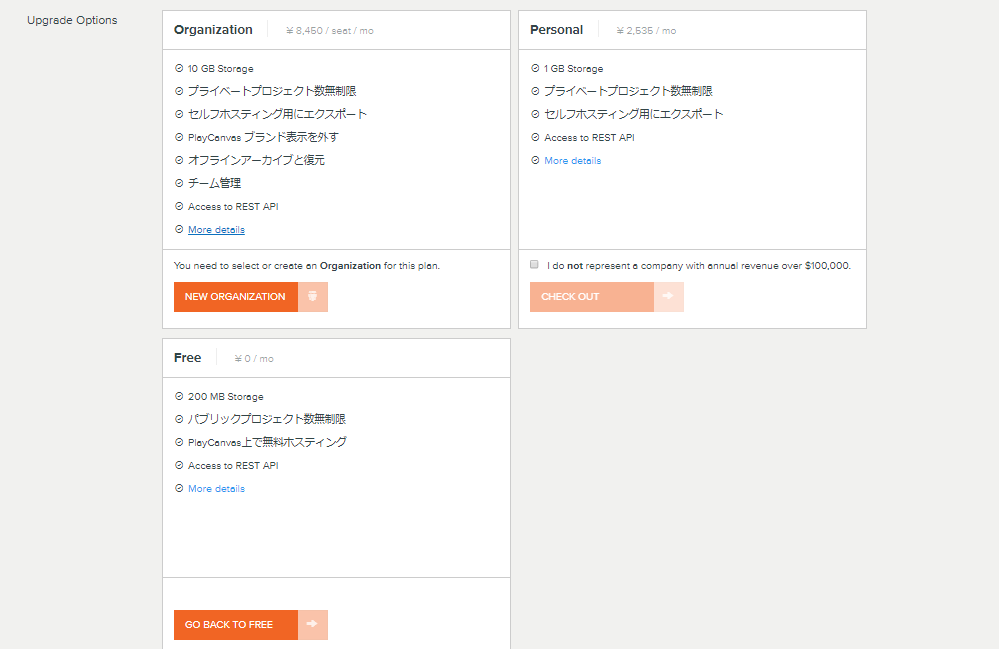 Upgrade Options
Organization ¥ 8,450 / seat / mo
10 GB Storage
プライベートプロジェクト数無制限
セルフホスティング用にエクスポート
PlayCanvas ブランド表示を外す
オフラインアーカイブと復元
チーム管理
Access to REST API
More details
You need to select or create an Organization for this plan.
NEW ORGANIZATION
Personal ¥ 2,535 / mo
1 GB Storage
プライベートプロジェクト数無制限
セルフホスティング用にエクスポート
Access to REST API
More details
I do not represent a company with annual revenue over $100,000.
CHECK OUT
Free ¥ 0 / mo
200 MB Storage
パブリックプロジェクト数無制限
PlayCanvas上で無料ホスティング
Access to REST API
More details
GO BACK TO FREE